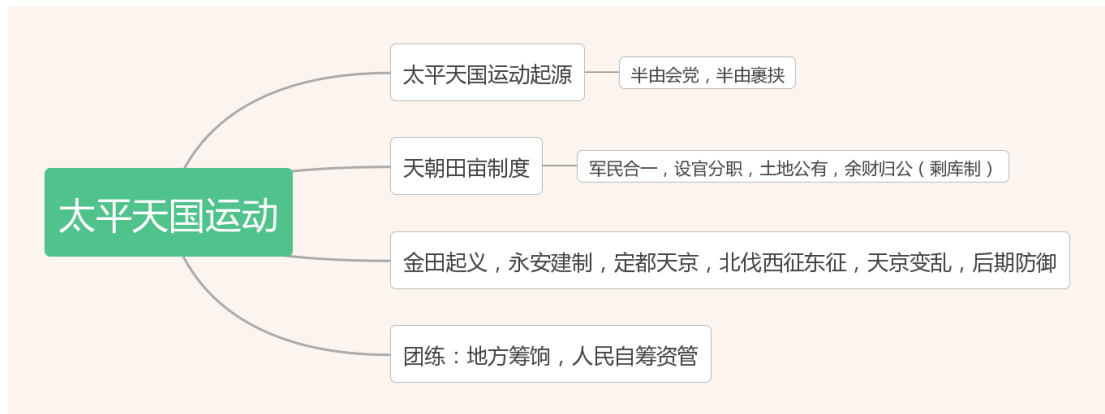 太平天国运动
太平天国运动起源
半由会党，半由裹挟
天朝田亩制度
军民合一，设官分职，土地公有，余财归公（剩库制）
金田起义，永安建制，定都天京，北伐西征东征，天京变乱，后期防御
团练：地方筹饷，人民自筹资管